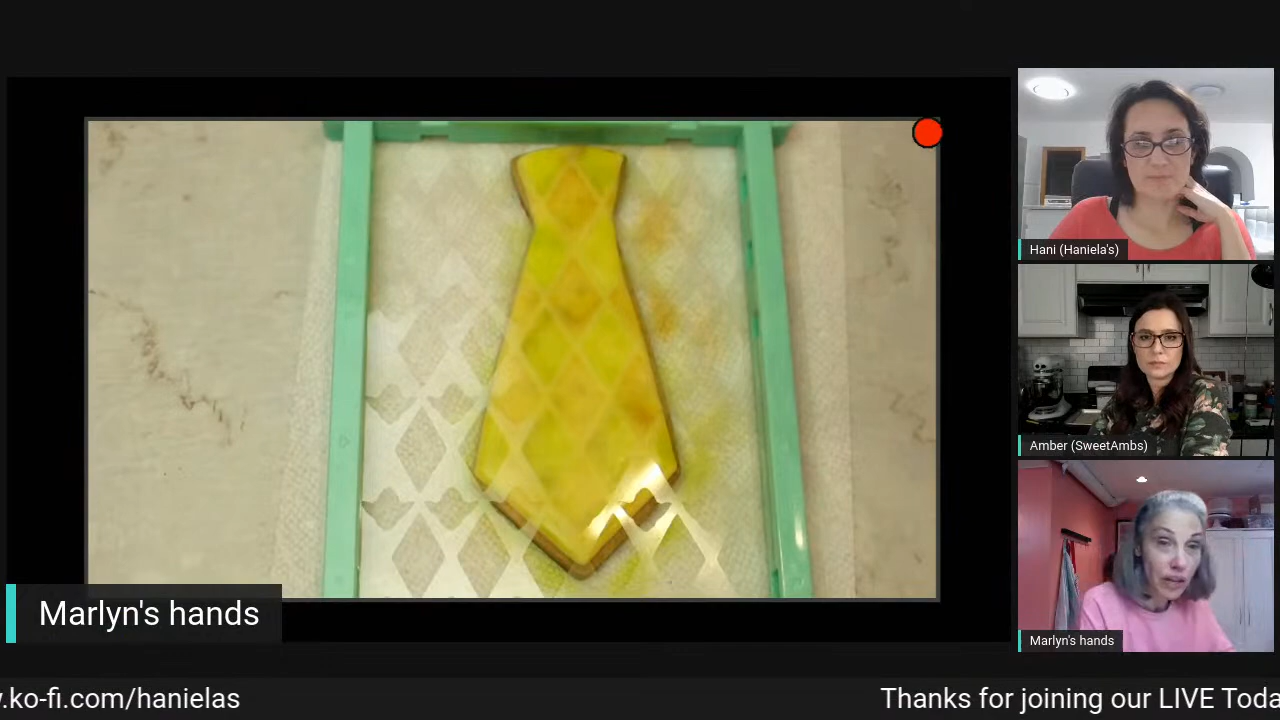 Hani (Haniela's)
Amber (SweetAmbs)
Marlyn's hands
Marlyn's hands
.ko-fi.com/hanielas
Thanks for joining our LIVE Toda